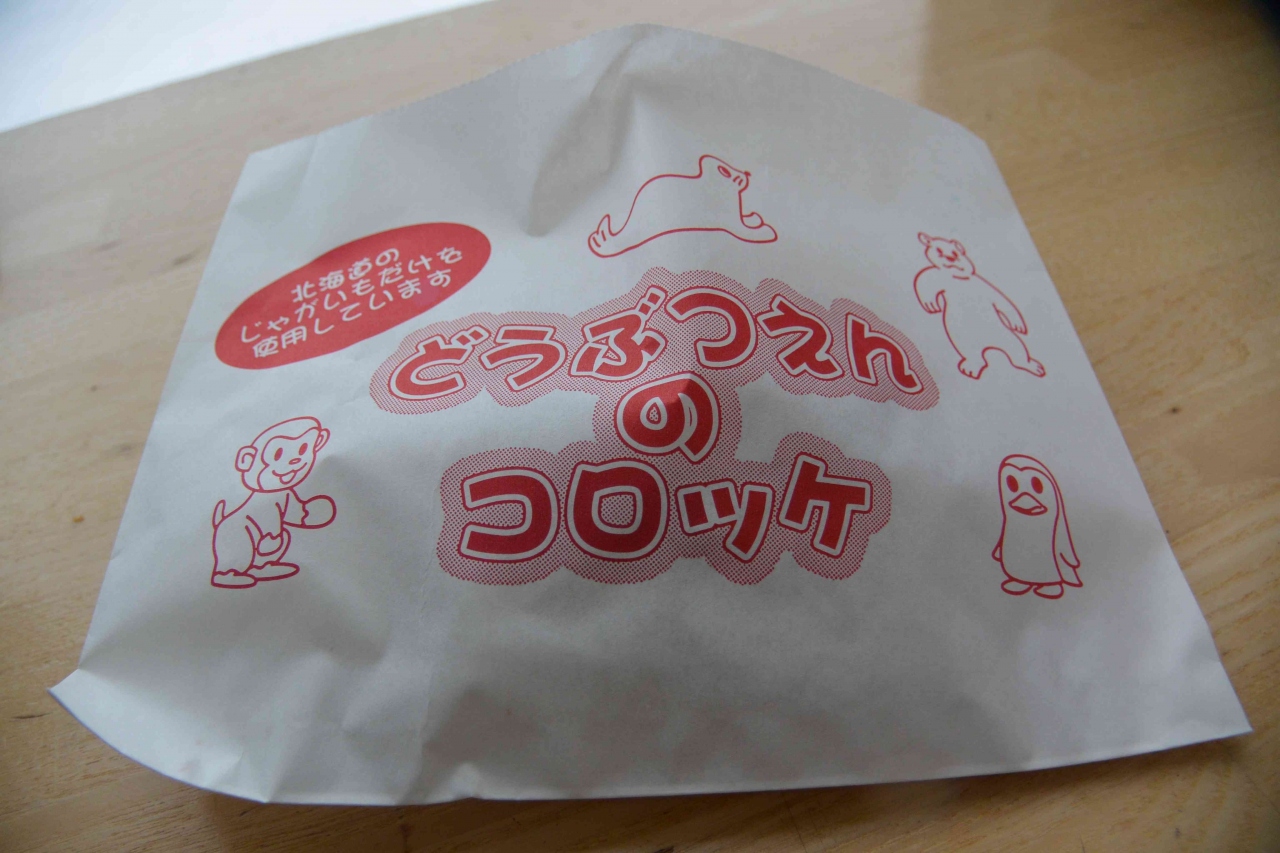 北海道の
じゃがいもだけを
使用しています
どうぶつえん
の
コロッケ